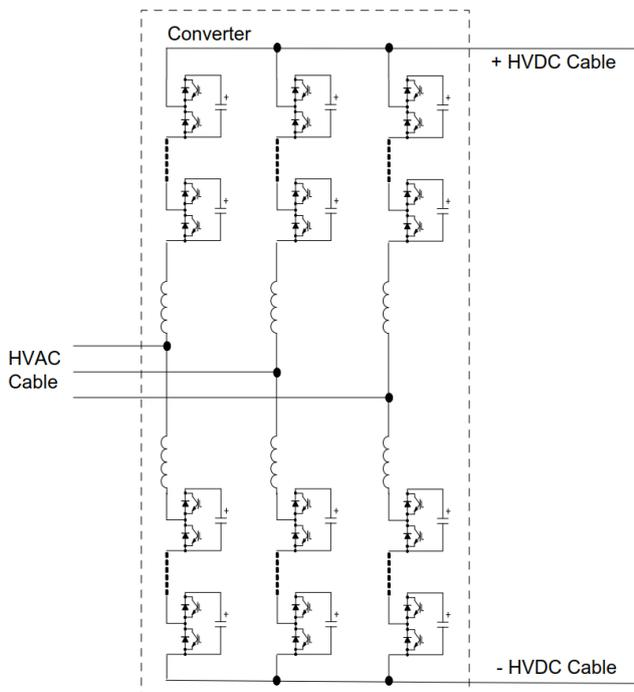 Converter
+ HVDC Cable
+
+
+
+
+
+
HVAC
Cable
+
+
+
+
+
+
- HVDC Cable